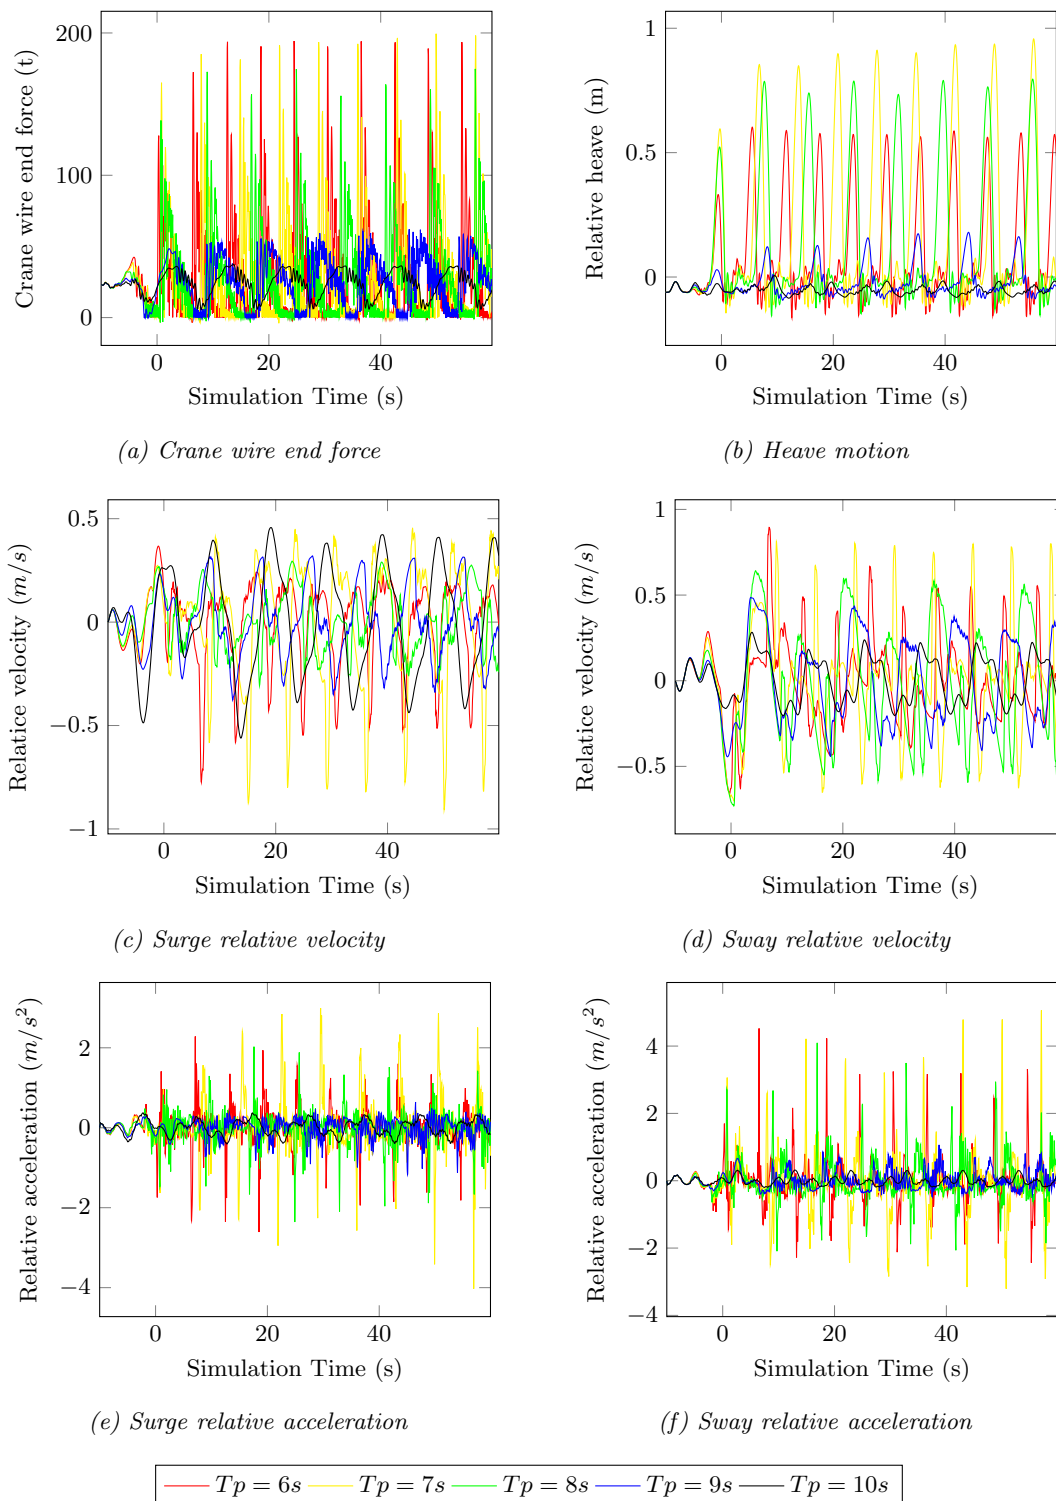 200
100
0
Crane wire end force (t)
0 20 40
Simulation Time (s)
(a) Crane wire end force
1
0.5
0
Relative heave (m)
0 20 40
Simulation Time (s)
(b) Heave motion
0.5
0
−0.5
−1
Relatice velocity (m/s)
0 20 40
Simulation Time (s)
(c) Surge relative velocity
1
0.5
0
−0.5
Relatice velocity (m/s)
0 20 40
Simulation Time (s)
(d) Sway relative velocity
2
0
−2
−4
Relative acceleration (m/s²)
0 20 40
Simulation Time (s)
(e) Surge relative acceleration
4
2
0
−2
−4
Relative acceleration (m/s²)
0 20 40
Simulation Time (s)
(f) Sway relative acceleration
Tp = 6s Tp = 7s Tp = 8s Tp = 9s Tp = 10s